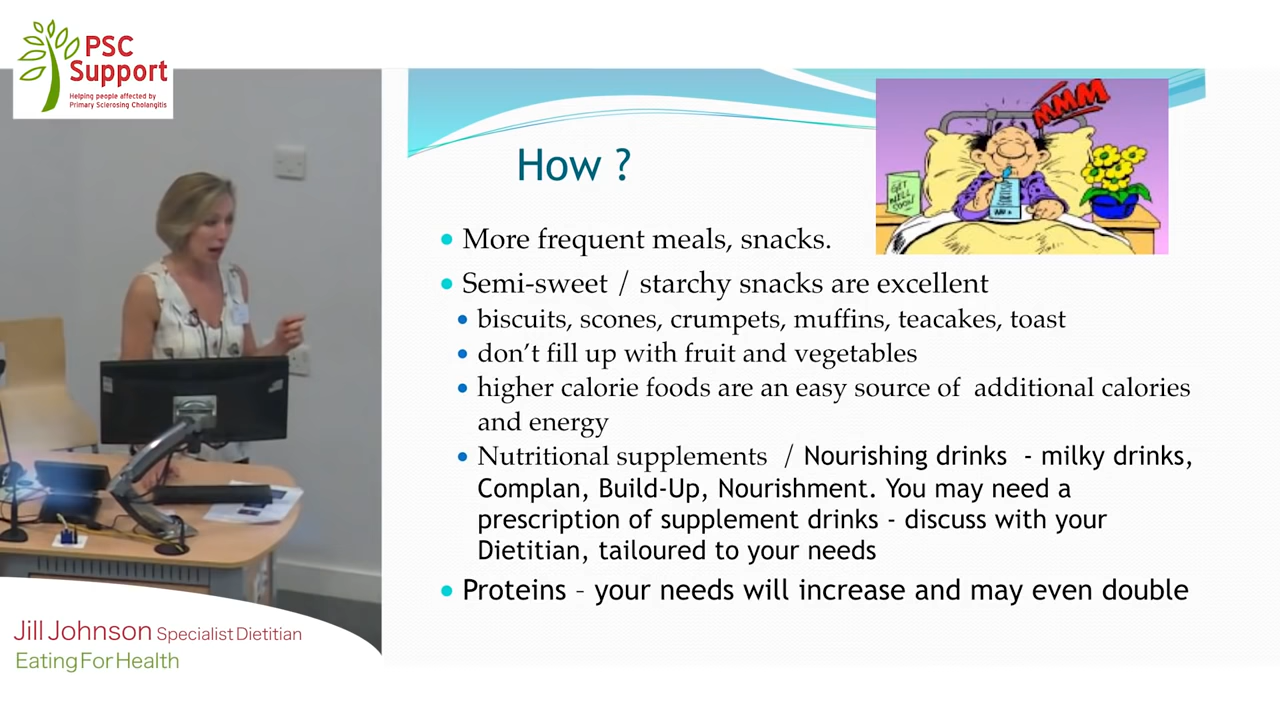 PSC
Support
Helping people affected by
Primary Sclerosing Cholangitis
How ?
MMM
GET
WELL
SOON
• More frequent meals, snacks.
• Semi-sweet / starchy snacks are excellent
• biscuits, scones, crumpets, muffins, teacakes, toast
• don't fill up with fruit and vegetables
• higher calorie foods are an easy source of additional calories
and energy
• Nutritional supplements / Nourishing drinks - milky drinks,
Complan, Build-Up, Nourishment. You may need a
prescription of supplement drinks - discuss with your
Dietitian, tailoured to your needs
• Proteins – your needs will increase and may even double
Jill Johnson Specialist Dietitian
Eating For Health